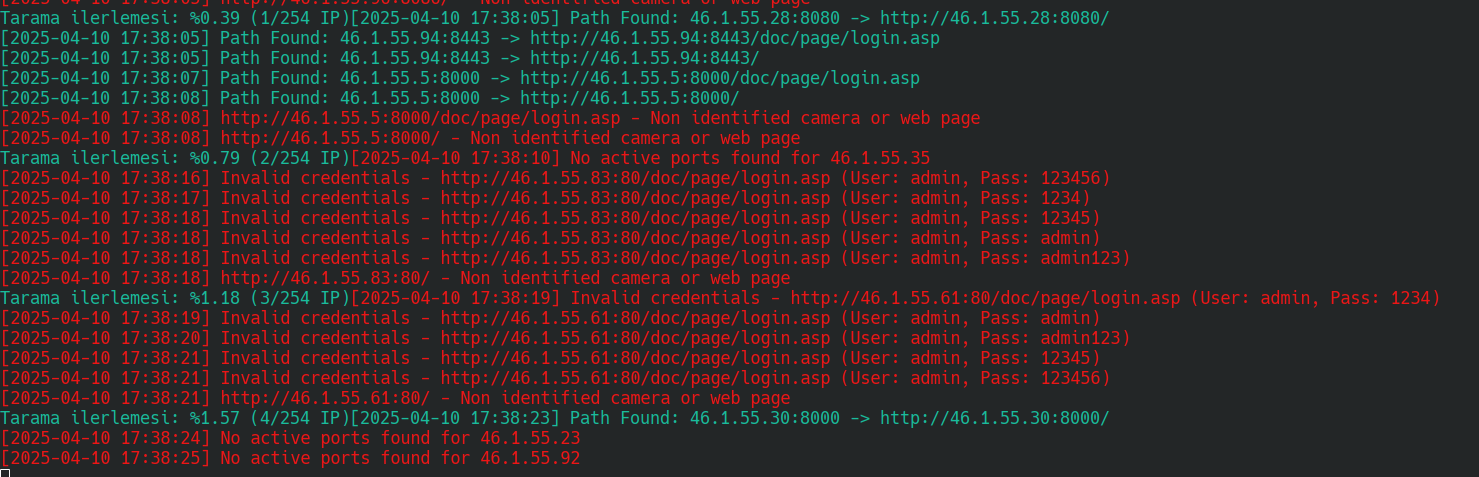 Tarama ilerlemesi: %0.39 (1/254 IP)[2025-04-10 17:38:05] Path Found: 46.1.55.28:8080 -> http://46.1.55.28:8080/
[2025-04-10 17:38:05] Path Found: 46.1.55.94:8443 -> http://46.1.55.94:8443/doc/page/login.asp
[2025-04-10 17:38:05] Path Found: 46.1.55.94:8443 -> http://46.1.55.94:8443/
[2025-04-10 17:38:07] Path Found: 46.1.55.5:8000 -> http://46.1.55.5:8000/doc/page/login.asp
[2025-04-10 17:38:08] Path Found: 46.1.55.5:8000 -> http://46.1.55.5:8000/
[2025-04-10 17:38:08] http://46.1.55.5:8000/doc/page/login.asp - Non identified camera or web page
[2025-04-10 17:38:08] http://46.1.55.5:8000/ - Non identified camera or web page
Tarama ilerlemesi: %0.79 (2/254 IP)[2025-04-10 17:38:10] No active ports found for 46.1.55.35
[2025-04-10 17:38:16] Invalid credentials - http://46.1.55.83:80/doc/page/login.asp (User: admin, Pass: 123456)
[2025-04-10 17:38:17] Invalid credentials - http://46.1.55.83:80/doc/page/login.asp (User: admin, Pass: 1234)
[2025-04-10 17:38:18] Invalid credentials - http://46.1.55.83:80/doc/page/login.asp (User: admin, Pass: 12345)
[2025-04-10 17:38:18] Invalid credentials - http://46.1.55.83:80/doc/page/login.asp (User: admin, Pass: admin)
[2025-04-10 17:38:18] Invalid credentials - http://46.1.55.83:80/doc/page/login.asp (User: admin, Pass: admin123)
[2025-04-10 17:38:18] http://46.1.55.83:80/ - Non identified camera or web page
Tarama ilerlemesi: %1.18 (3/254 IP)[2025-04-10 17:38:19] Invalid credentials - http://46.1.55.61:80/doc/page/login.asp (User: admin, Pass: 1234)
[2025-04-10 17:38:19] Invalid credentials - http://46.1.55.61:80/doc/page/login.asp (User: admin, Pass: admin)
[2025-04-10 17:38:20] Invalid credentials - http://46.1.55.61:80/doc/page/login.asp (User: admin, Pass: admin123)
[2025-04-10 17:38:21] Invalid credentials - http://46.1.55.61:80/doc/page/login.asp (User: admin, Pass: 12345)
[2025-04-10 17:38:21] Invalid credentials - http://46.1.55.61:80/doc/page/login.asp (User: admin, Pass: 123456)
[2025-04-10 17:38:21] http://46.1.55.61:80/ - Non identified camera or web page
Tarama ilerlemesi: %1.57 (4/254 IP)[2025-04-10 17:38:23] Path Found: 46.1.55.30:8000 -> http://46.1.55.30:8000/
[2025-04-10 17:38:24] No active ports found for 46.1.55.23
[2025-04-10 17:38:25] No active ports found for 46.1.55.92